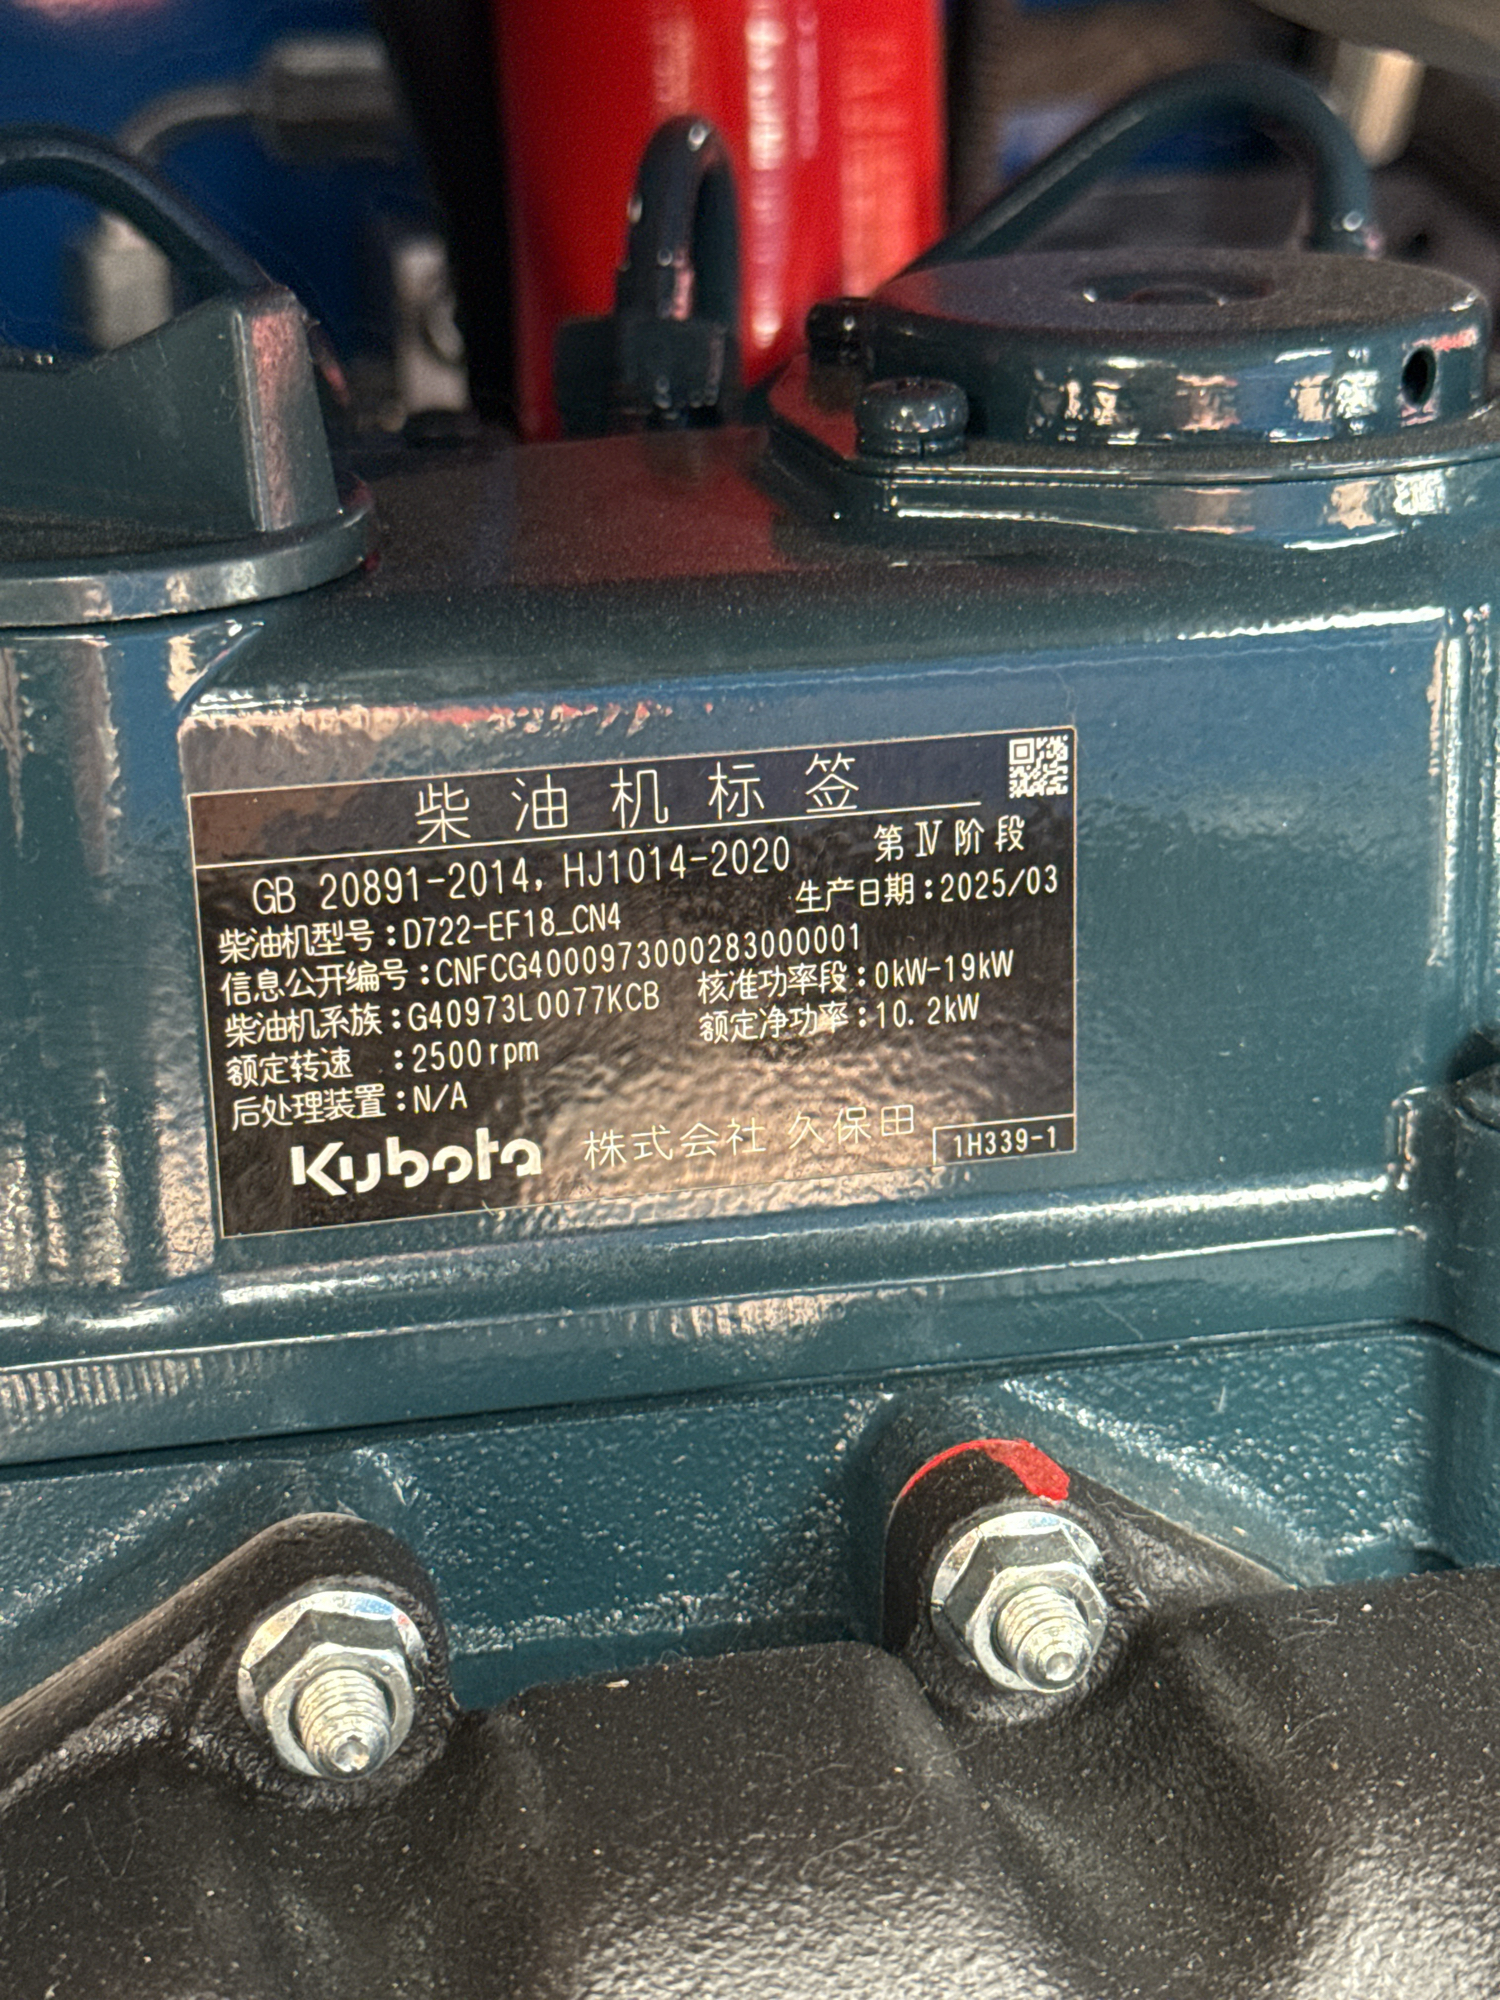 柴油机标签
GB 20891-2014, HJ1014-2020 第Ⅳ阶段
柴油机型号:D722-EF18_CN4 生产日期:2025/03
信息公开编号:CNFCG4000973000283000001
柴油机系族:G40973L0077KCB 核准功率段:0kW-19kW
额定转速 :2500rpm 额定净功率:10.2kW
后处理装置:N/A
Kubota 株式会社 久保田 1H339-1